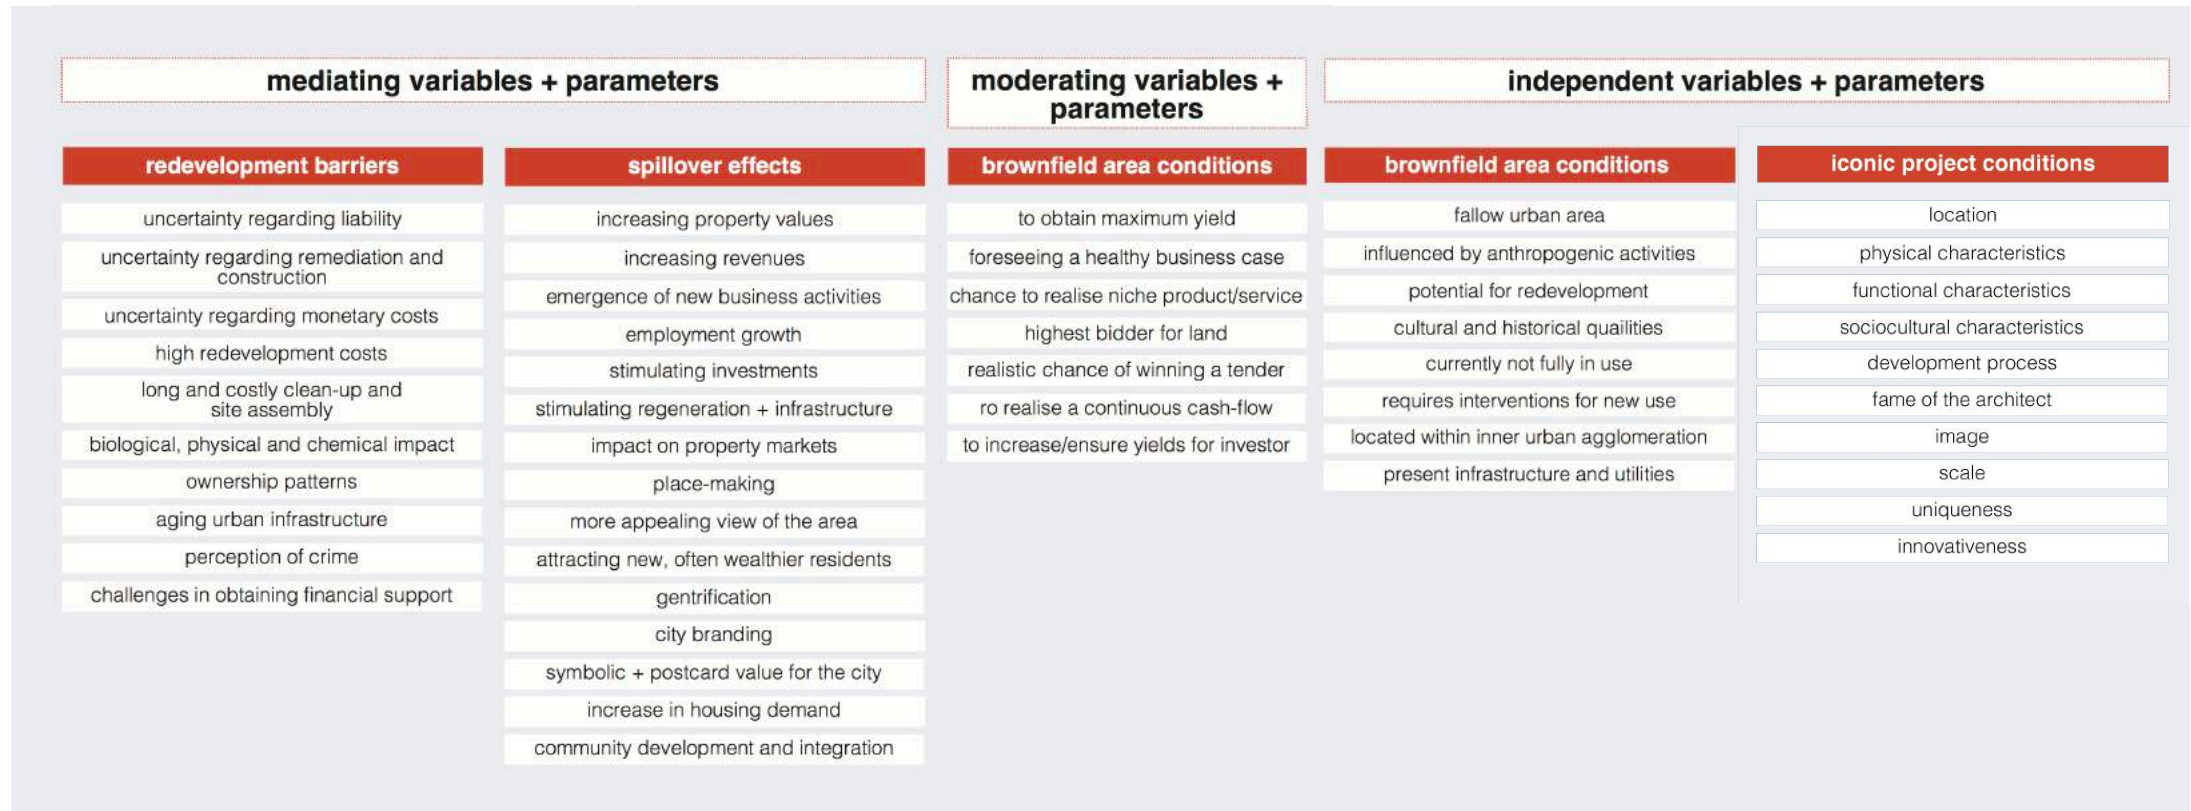 mediating variables + parameters
redevelopment barriers
uncertainty regarding liability
uncertainty regarding remediation and
construction
uncertainty regarding monetary costs
high redevelopment costs
long and costly clean-up and
site assembly
biological, physical and chemical impact
ownership patterns
aging urban infrastructure
perception of crime
challenges in obtaining financial support
spillover effects
increasing property values
increasing revenues
emergence of new business activities
employment growth
stimulating investments
stimulating regeneration + infrastructure
impact on property markets
place-making
more appealing view of the area
attracting new, often wealthier residents
gentrification
city branding
symbolic + postcard value for the city
increase in housing demand
community development and integration
moderating variables +
parameters
brownfield area conditions
to obtain maximum yield
foreseeing a healthy business case
chance to realise niche product/service
highest bidder for land
realistic chance of winning a tender
ro realise a continuous cash-flow
to increase/ensure yields for investor
independent variables + parameters
brownfield area conditions
fallow urban area
influenced by anthropogenic activities
potential for redevelopment
cultural and historical quailities
currently not fully in use
requires interventions for new use
located within inner urban agglomeration
present infrastructure and utilities
iconic project conditions
location
physical characteristics
functional characteristics
sociocultural characteristics
development process
fame of the architect
image
scale
uniqueness
innovativeness